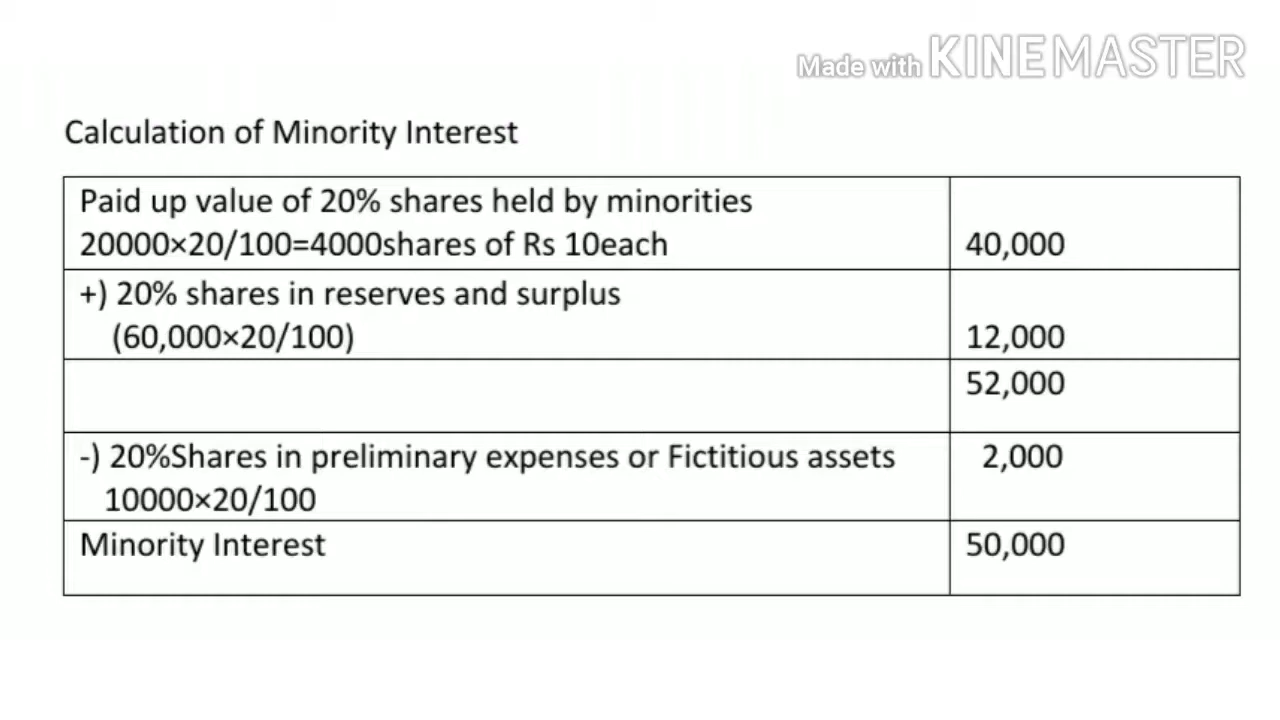 Made with KINEMASTER
Calculation of Minority Interest
Paid up value of 20% shares held by minorities
20000×20/100=4000shares of Rs 10each 40,000
+) 20% shares in reserves and surplus
(60,000×20/100) 12,000
52,000
-) 20%Shares in preliminary expenses or Fictitious assets 2,000
10000×20/100
Minority Interest 50,000